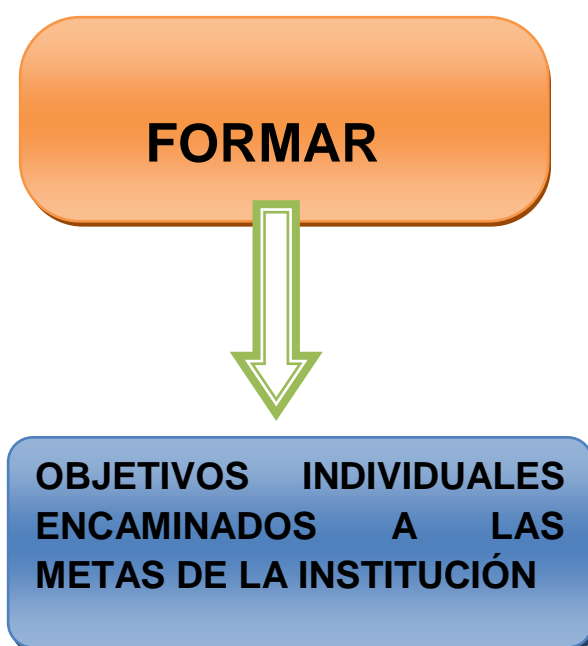 FORMAR
OBJETIVOS INDIVIDUALES
ENCAMINADOS A LAS
METAS DE LA INSTITUCIÓN